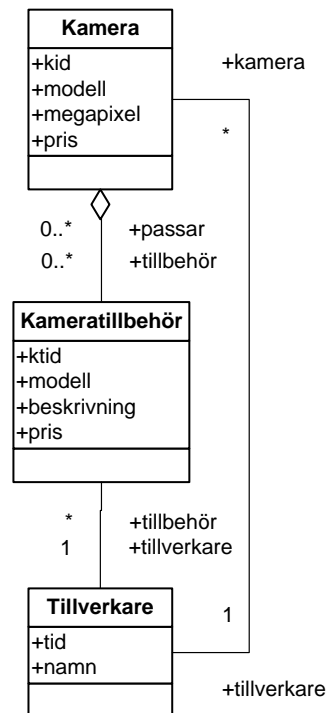 Kamera
+kid
+modell
+megapixel
+pris
+kamera
*
0..* +passar
0..* +tillbehör
Kameratillbehör
+ktid
+modell
+beskrivning
+pris
* +tillbehör
1 +tillverkare
Tillverkare
+tid
+namn
1
+tillverkare